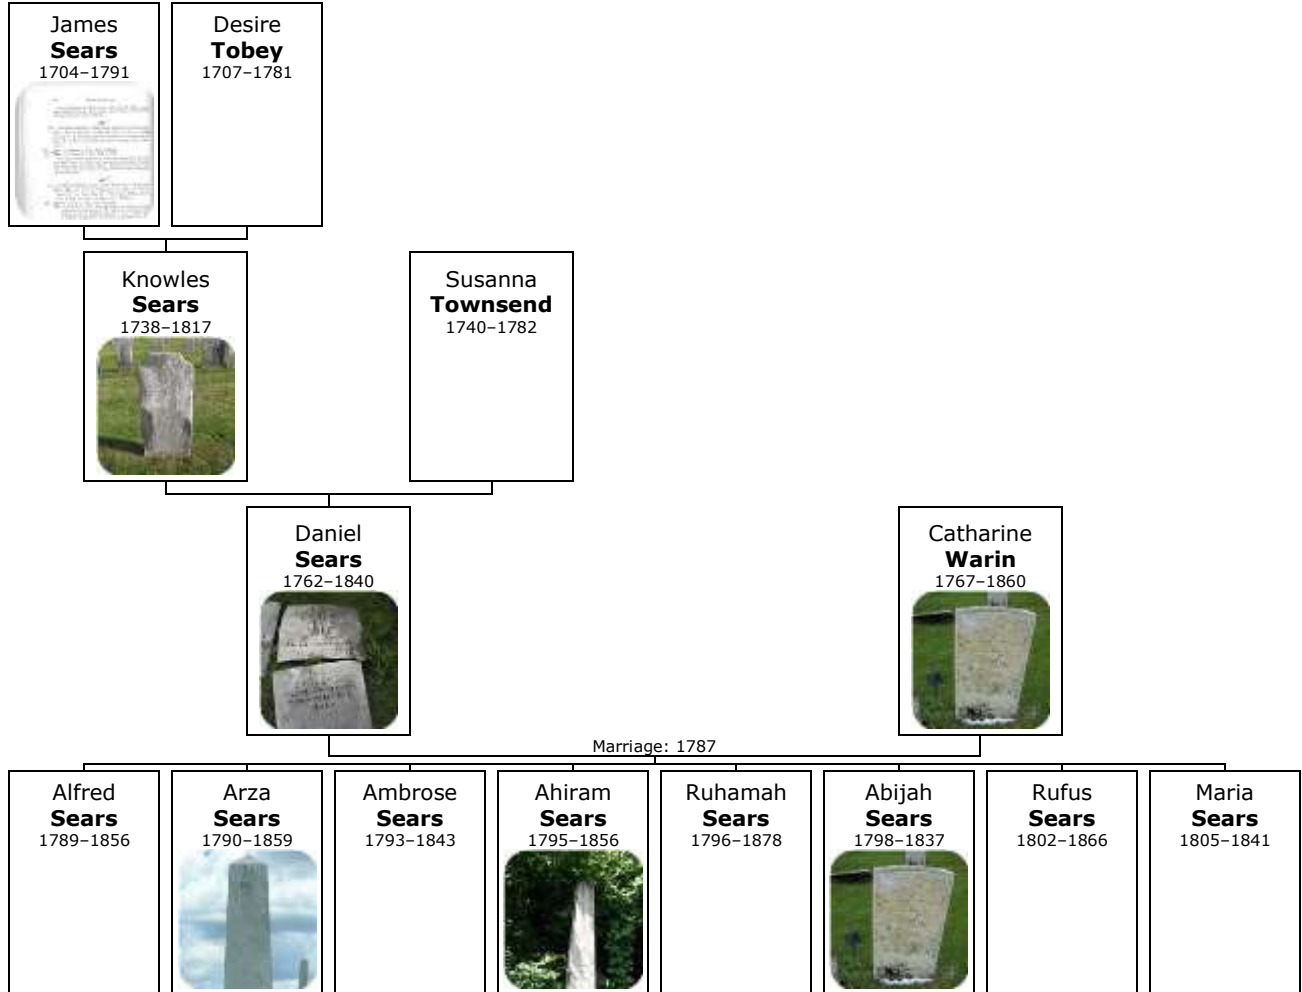 James
Sears
1704–1791
Desire
Tobey
1707–1781
Knowles
Sears
1738–1817
Susanna
Townsend
1740–1782
Daniel
Sears
1762–1840
Catharine
Warin
1767–1860
Marriage: 1787
Alfred
Sears
1789–1856
Arza
Sears
1790–1859
Ambrose
Sears
1793–1843
Ahiram
Sears
1795–1856
Ruhamah
Sears
1796–1878
Abijah
Sears
1798–1837
Rufus
Sears
1802–1866
Maria
Sears
1805–1841